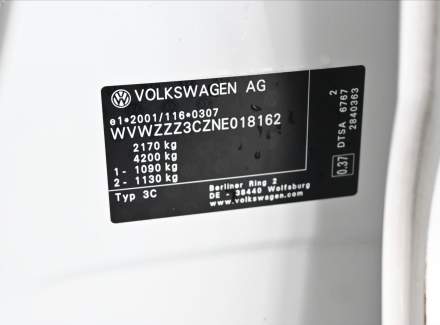 VOLKSWAGEN AG
e1*2001/116*0307
WVWZZZ3CZNE018162
2170 kg
4200 kg
1- 1090 kg
2- 1130 kg
Typ 3C
Berliner Ring 2
DE - 38440 Wolfsburg
www.volkswagen.com
0.37
DTSA 6767 2
2840363